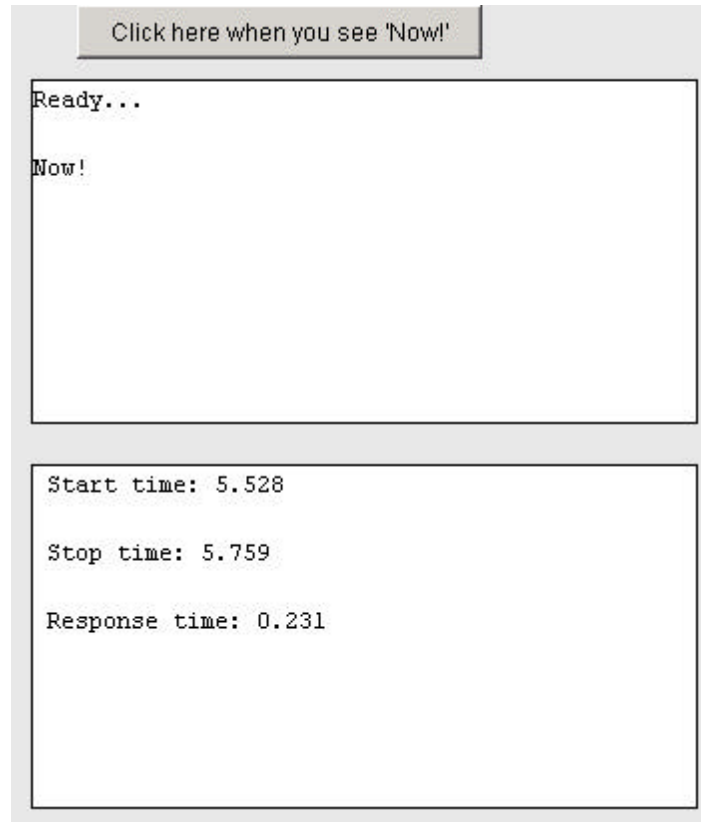 Click here when you see 'Now!'
Ready...
Now!
Start time: 5.528
Stop time: 5.759
Response time: 0.231